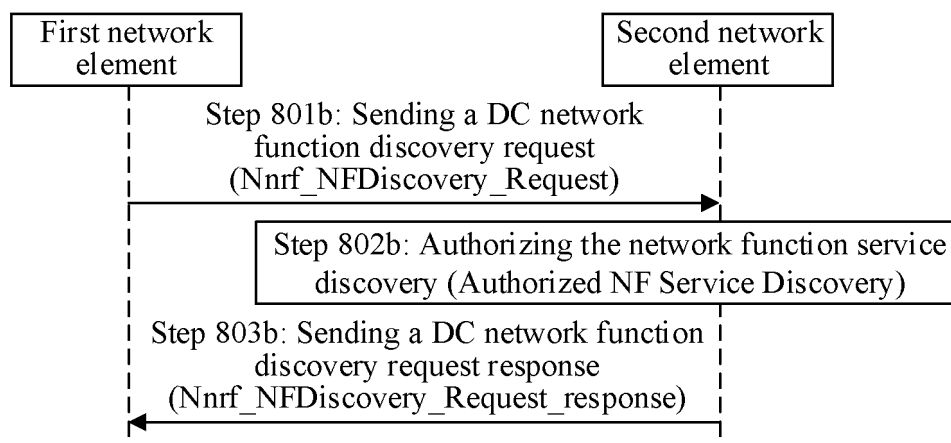 First network
element
Second network
element
Step 801b: Sending a DC network
function discovery request
(Nnrf_NFDiscovery_Request)
Step 802b: Authorizing the network function service
discovery (Authorized NF Service Discovery)
Step 803b: Sending a DC network function
discovery request response
(Nnrf_NFDiscovery_Request_response)